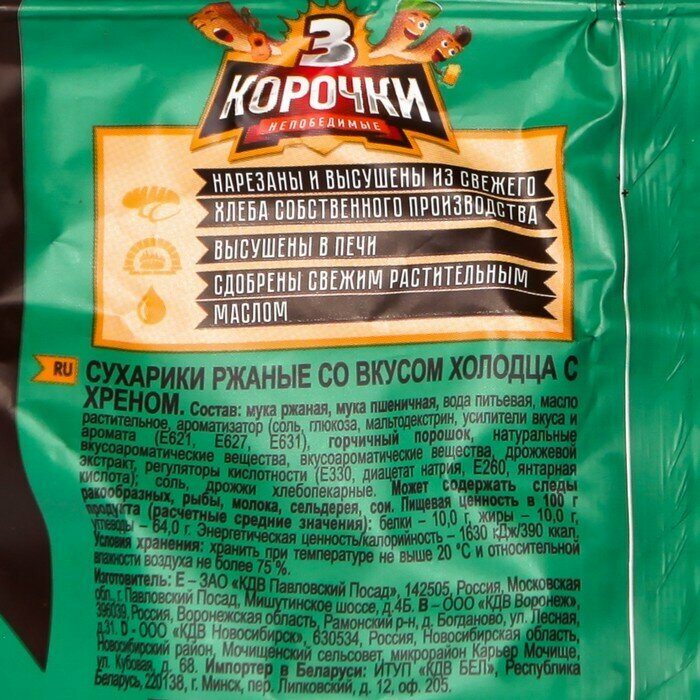 3
КОРОЧКИ
НЕПОБЕДИМЫЕ
НАРЕЗАНЫ И ВЫСУШЕНЫ ИЗ СВЕЖЕГО
ХЛЕБА СОБСТВЕННОГО ПРОИЗВОДСТВА
ВЫСУШЕНЫ В ПЕЧИ
СДОБРЕНЫ СВЕЖИМ РАСТИТЕЛЬНЫМ
МАСЛОМ
RU СУХАРИКИ РЖАНЫЕ СО ВКУСОМ ХОЛОДЦА С
ХРЕНОМ. Состав: мука ржаная, мука пшеничная, вода питьевая, масло
растительное, ароматизатор (соль, глюкоза, мальтодекстрин, усилители вкуса и
аромата (Е621, Е627, Е631), горчичный порошок, натуральные
вкусоароматические вещества, вкусоароматические вещества, дрожжевой
экстракт, регуляторы кислотности (Е330, диацетат натрия, Е260, янтарная
кислота); соль, дрожжи хлебопекарные. Может содержать следы
ракообразных, рыбы, молока, сельдерея, сои. Пищевая ценность в 100 г
продукта (расчетные средние значения): белки – 10,0 г, жиры – 10,0 г,
углеводы – 64,0 г. Энергетическая ценность/калорийность – 1630 кДж/390 ккал.
Условия хранения: хранить при температуре не выше 20 °С и относительной
влажности воздуха не более 75 %.
Изготовитель: Е – ЗАО «КДВ Павловский Посад», 142505, Россия, Московская
обл., г. Павловский Посад, Мишутинское шоссе, д.4Б. В – ООО «КДВ Воронеж»,
396039, Россия, Воронежская область, Рамонский р-н, д. Богданово, ул. Лесная,
д.31. D - ООО «КДВ Новосибирск», 630534, Россия, Новосибирская область,
Новосибирский район, Мочищенский сельсовет, микрорайон Карьер Мочище,
ул. Кубовая, д. 68. Импортер в Беларуси: ИТУП «КДВ БЕЛ», Республика
Беларусь, 220138, г. Минск, пер. Липковский, д. 12, оф. 205.